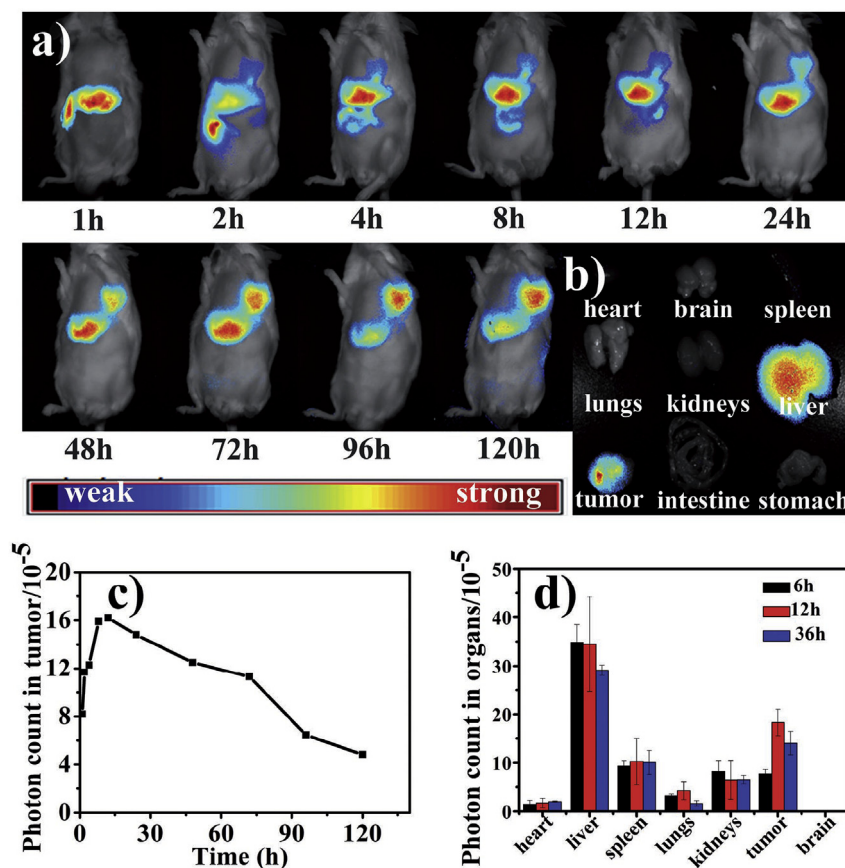 a)
1h 2h 4h 8h 12h 24h
48h 72h 96h 120h
weak strong
b)
heart brain spleen
lungs kidneys liver
tumor intestine stomach
c)
Photon count in tumor/10-5
20
16
12
8
4
0
0 30 60 90 120
Time (h)
d)
Photon count in organs/10-5
50
40
30
20
10
0
6h
12h
36h
heart liver spleen lungs kidneys tumor brain